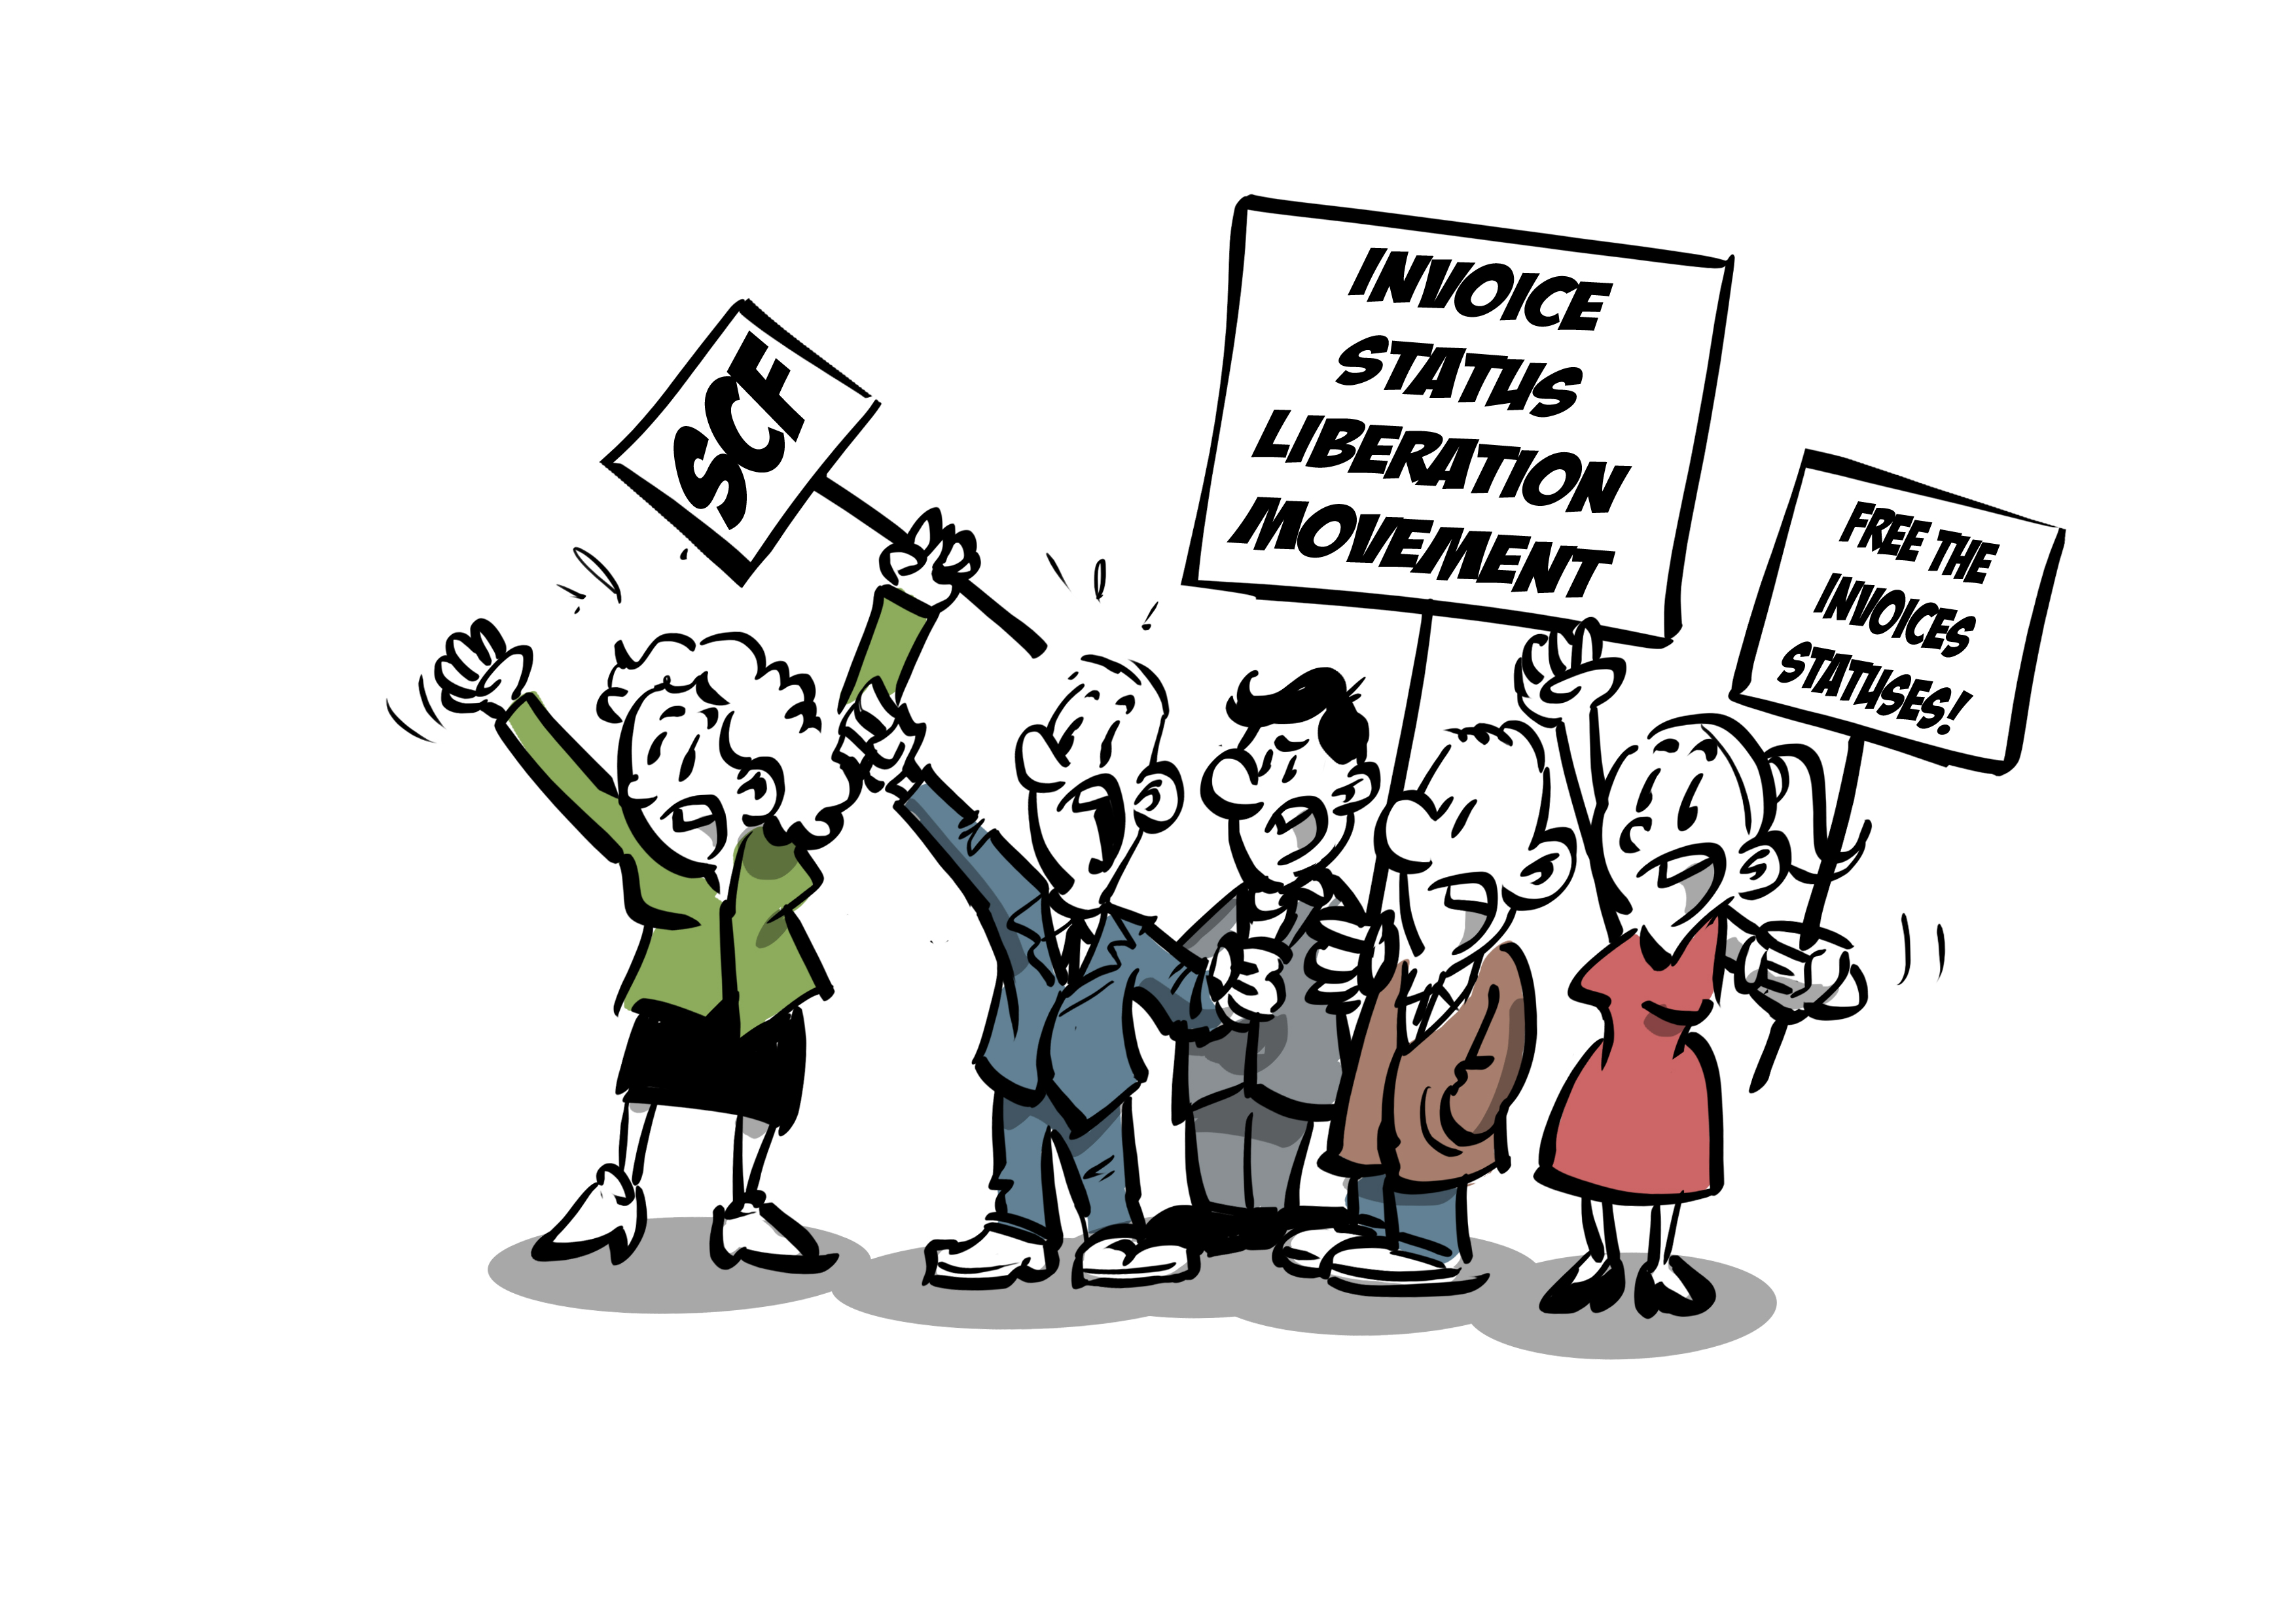 SCF
INVOICE
STATUS
LIBERATION
MOVEMENT
FREE THE
INVOICES
STATUSES!